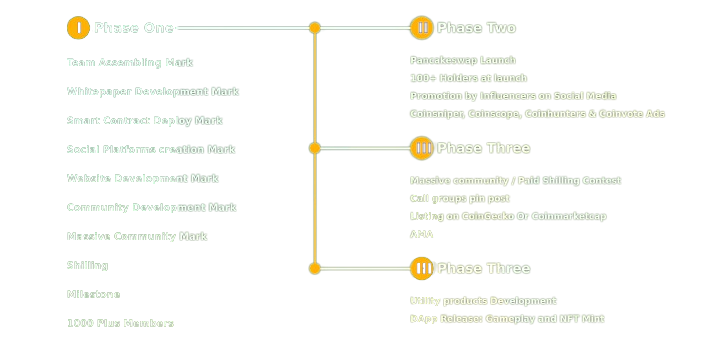 I Phase One
Team Assembling Mark
Whitepaper Development Mark
Smart Contract Deploy Mark
Social Platforms creation Mark
Website Development Mark
Community Development Mark
Massive Community Mark
Shilling
Milestone
1000 Plus Members
II Phase Two
Pancakeswap Launch
100+ Holders at launch
Promotion by Influencers on Social Media
Coinsniper, Coinscope, Coinhunters & Coinvote Ads
III Phase Three
Massive community / Paid Shilling Contest
Call groups pin post
Listing on CoinGecko Or Coinmarketcap
AMA
III Phase Three
Utility products Development
DApp Release: Gameplay and NFT Mint